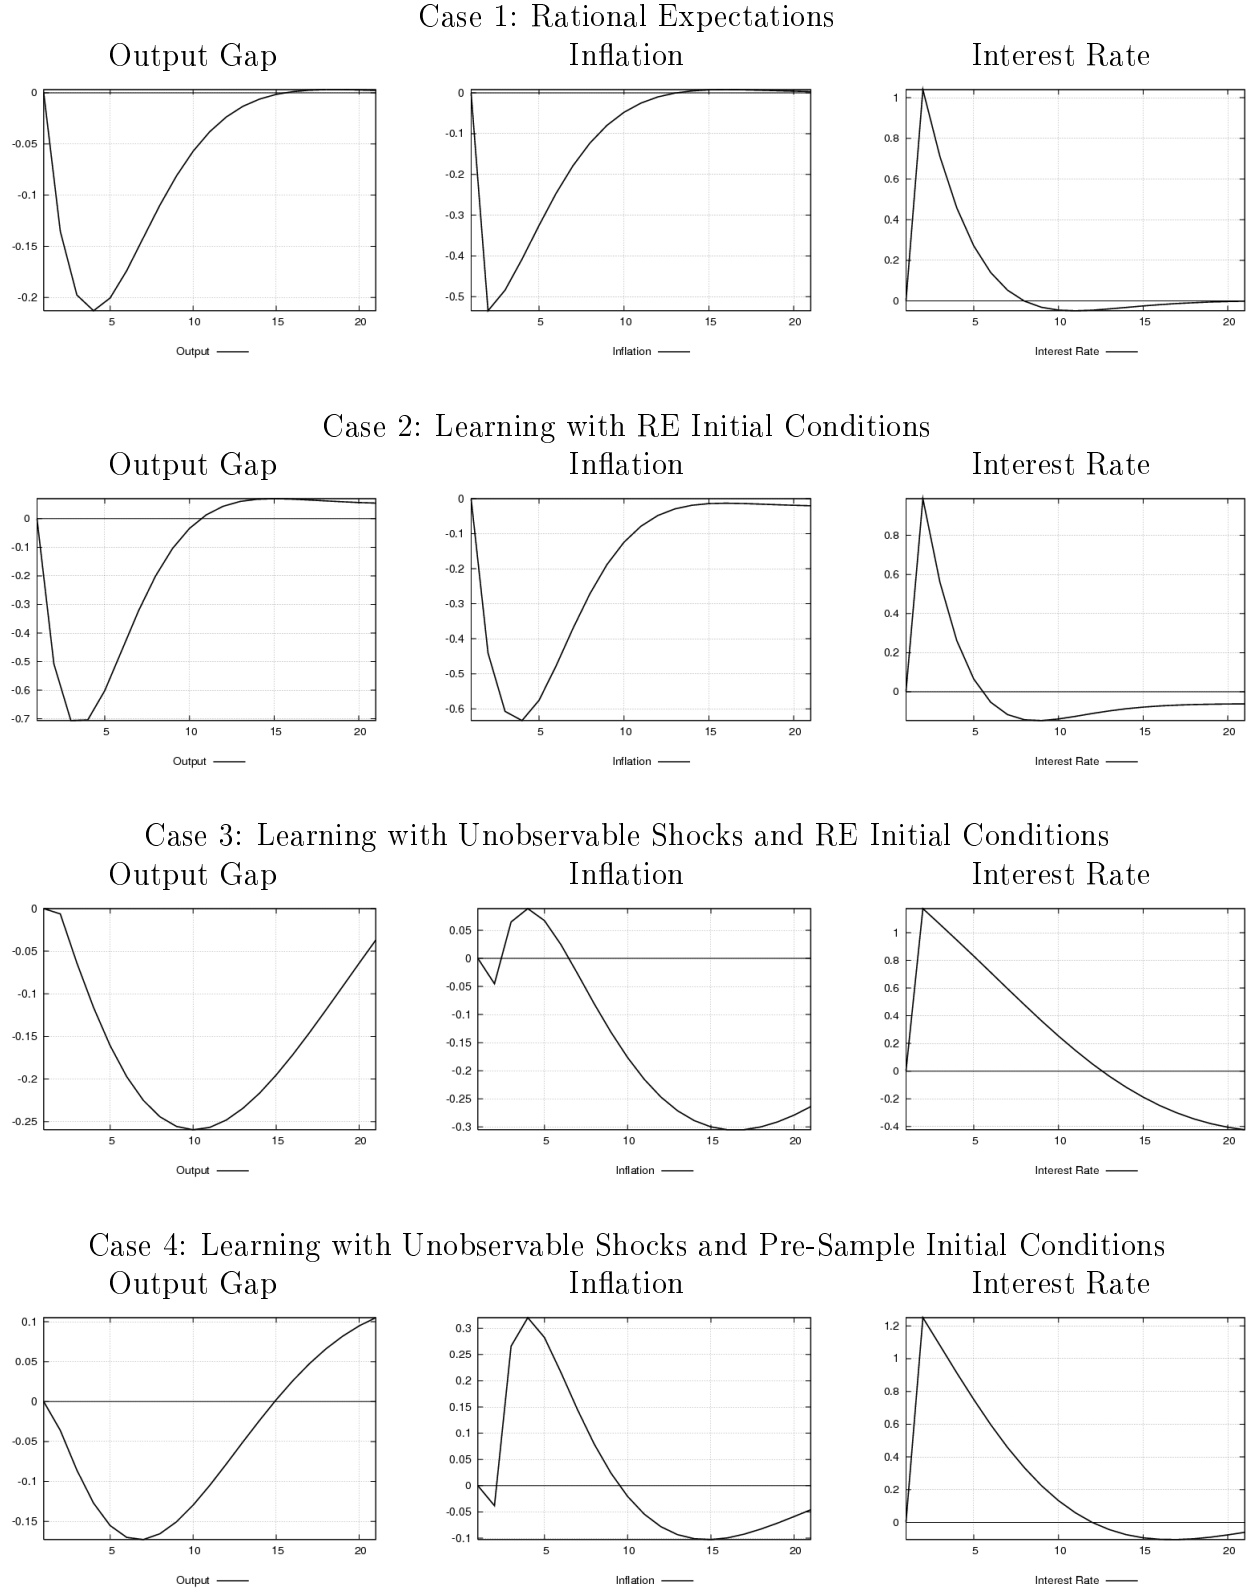 Case 1: Rational Expectations
Output Gap Inflation Interest Rate
0 0 1
-0.05 -0.1 0.8
-0.1 -0.2 0.6
-0.15 -0.3 0.4
-0.2 -0.4 0.2
-0.5 0
5 10 15 20 5 10 15 20 5 10 15 20
Output Inflation Interest Rate
Case 2: Learning with RE Initial Conditions
Output Gap Inflation Interest Rate
0 0 0.8
-0.1 -0.1 0.6
-0.2 -0.2 0.4
-0.3 -0.3 0.2
-0.4 -0.4 0
-0.5 -0.5
-0.6 -0.6
-0.7
5 10 15 20 5 10 15 20 5 10 15 20
Output Inflation Interest Rate
Case 3: Learning with Unobservable Shocks and RE Initial Conditions
Output Gap Inflation Interest Rate
0 0.05 1
-0.05 0 0.8
-0.1 -0.05 0.6
-0.15 -0.1 0.4
-0.2 -0.15 0.2
-0.25 -0.2 0
-0.25 -0.2
-0.3 -0.4
5 10 15 20 5 10 15 20 5 10 15 20
Output Inflation Interest Rate
Case 4: Learning with Unobservable Shocks and Pre-Sample Initial Conditions
Output Gap Inflation Interest Rate
0.1 0.3 1.2
0.05 0.25 1
0 0.2 0.8
-0.05 0.15 0.6
-0.1 0.1 0.4
-0.15 0.05 0.2
0 0
-0.05
-0.1
5 10 15 20 5 10 15 20 5 10 15 20
Output Inflation Interest Rate